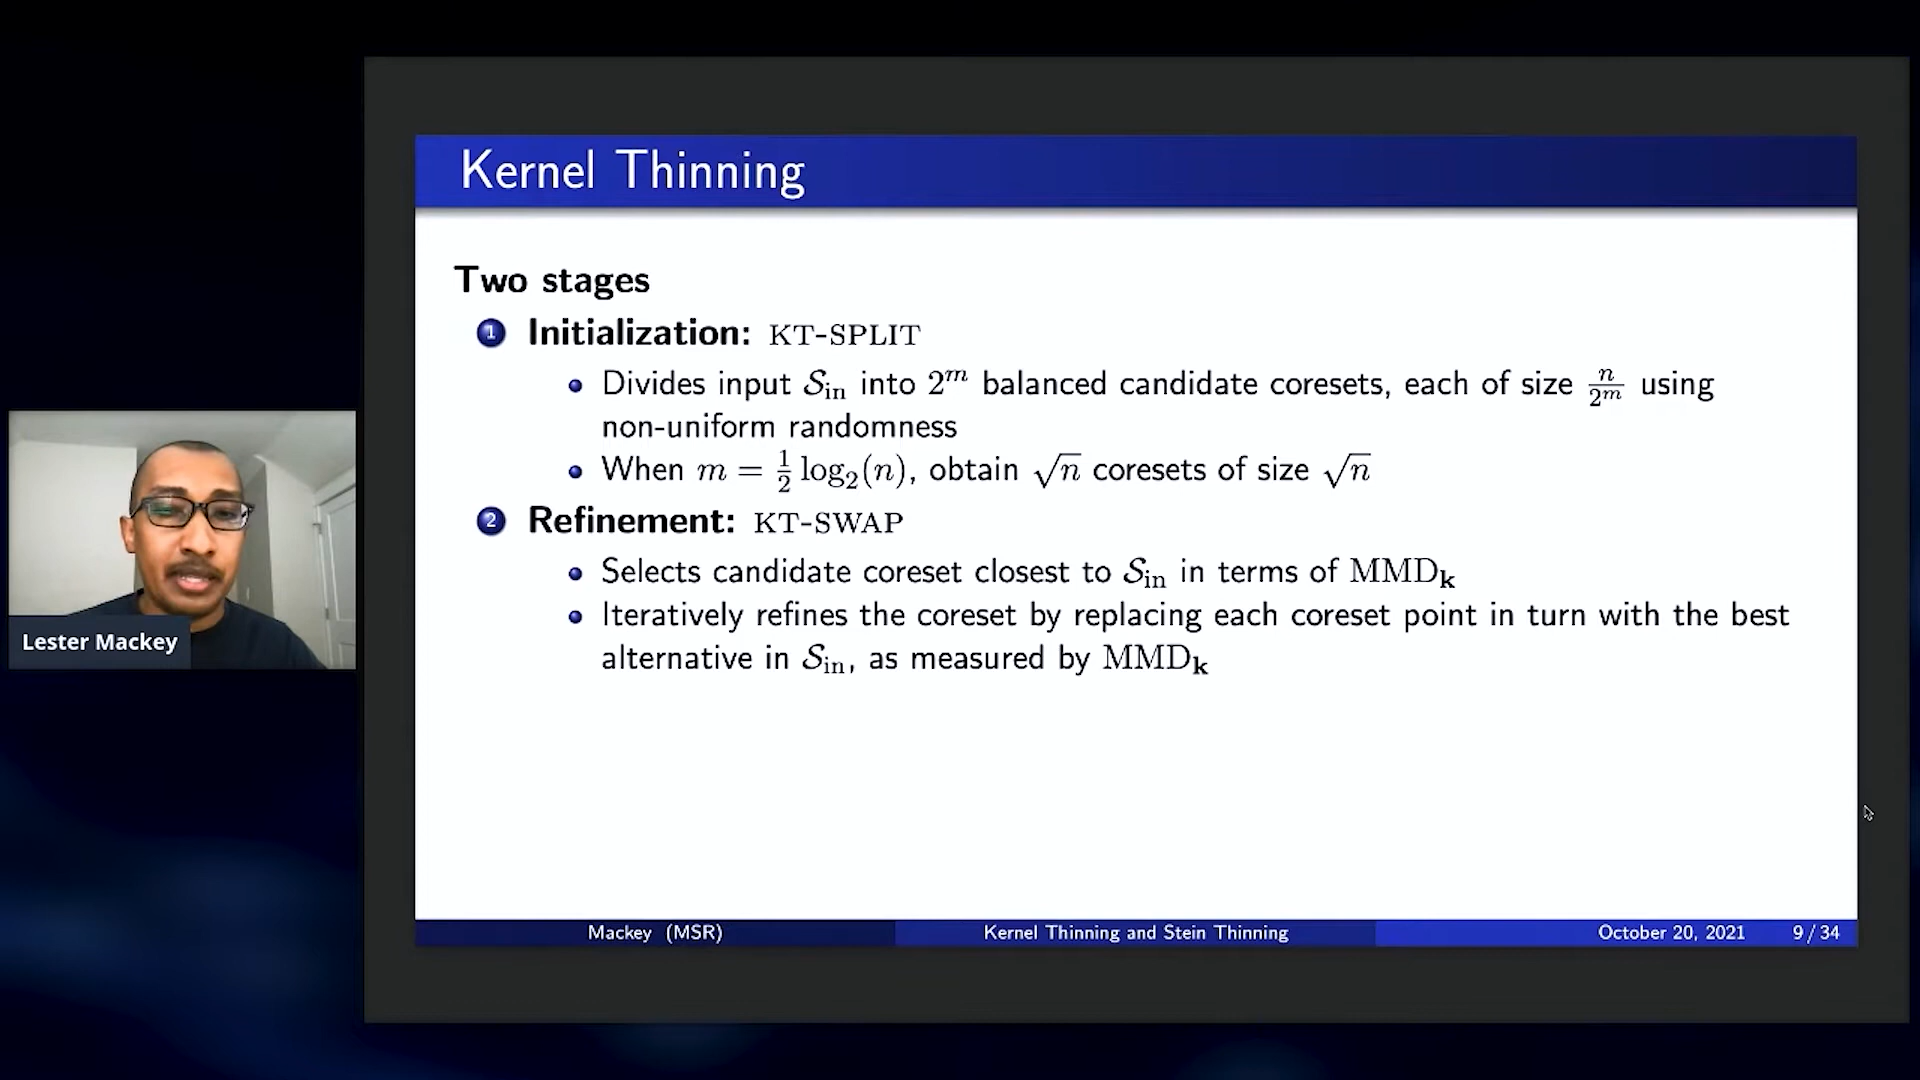 Kernel Thinning
Two stages
1 Initialization: KT-SPLIT
• Divides input 𝒮in into 2^m balanced candidate coresets, each of size n/2^m using
non-uniform randomness
• When m = 1/2 log₂(n), obtain √n coresets of size √n
2 Refinement: KT-SWAP
• Selects candidate coreset closest to 𝒮in in terms of MMDk
• Iteratively refines the coreset by replacing each coreset point in turn with the best
alternative in 𝒮in, as measured by MMDk
Lester Mackey
Mackey (MSR) Kernel Thinning and Stein Thinning October 20, 2021 9 / 34